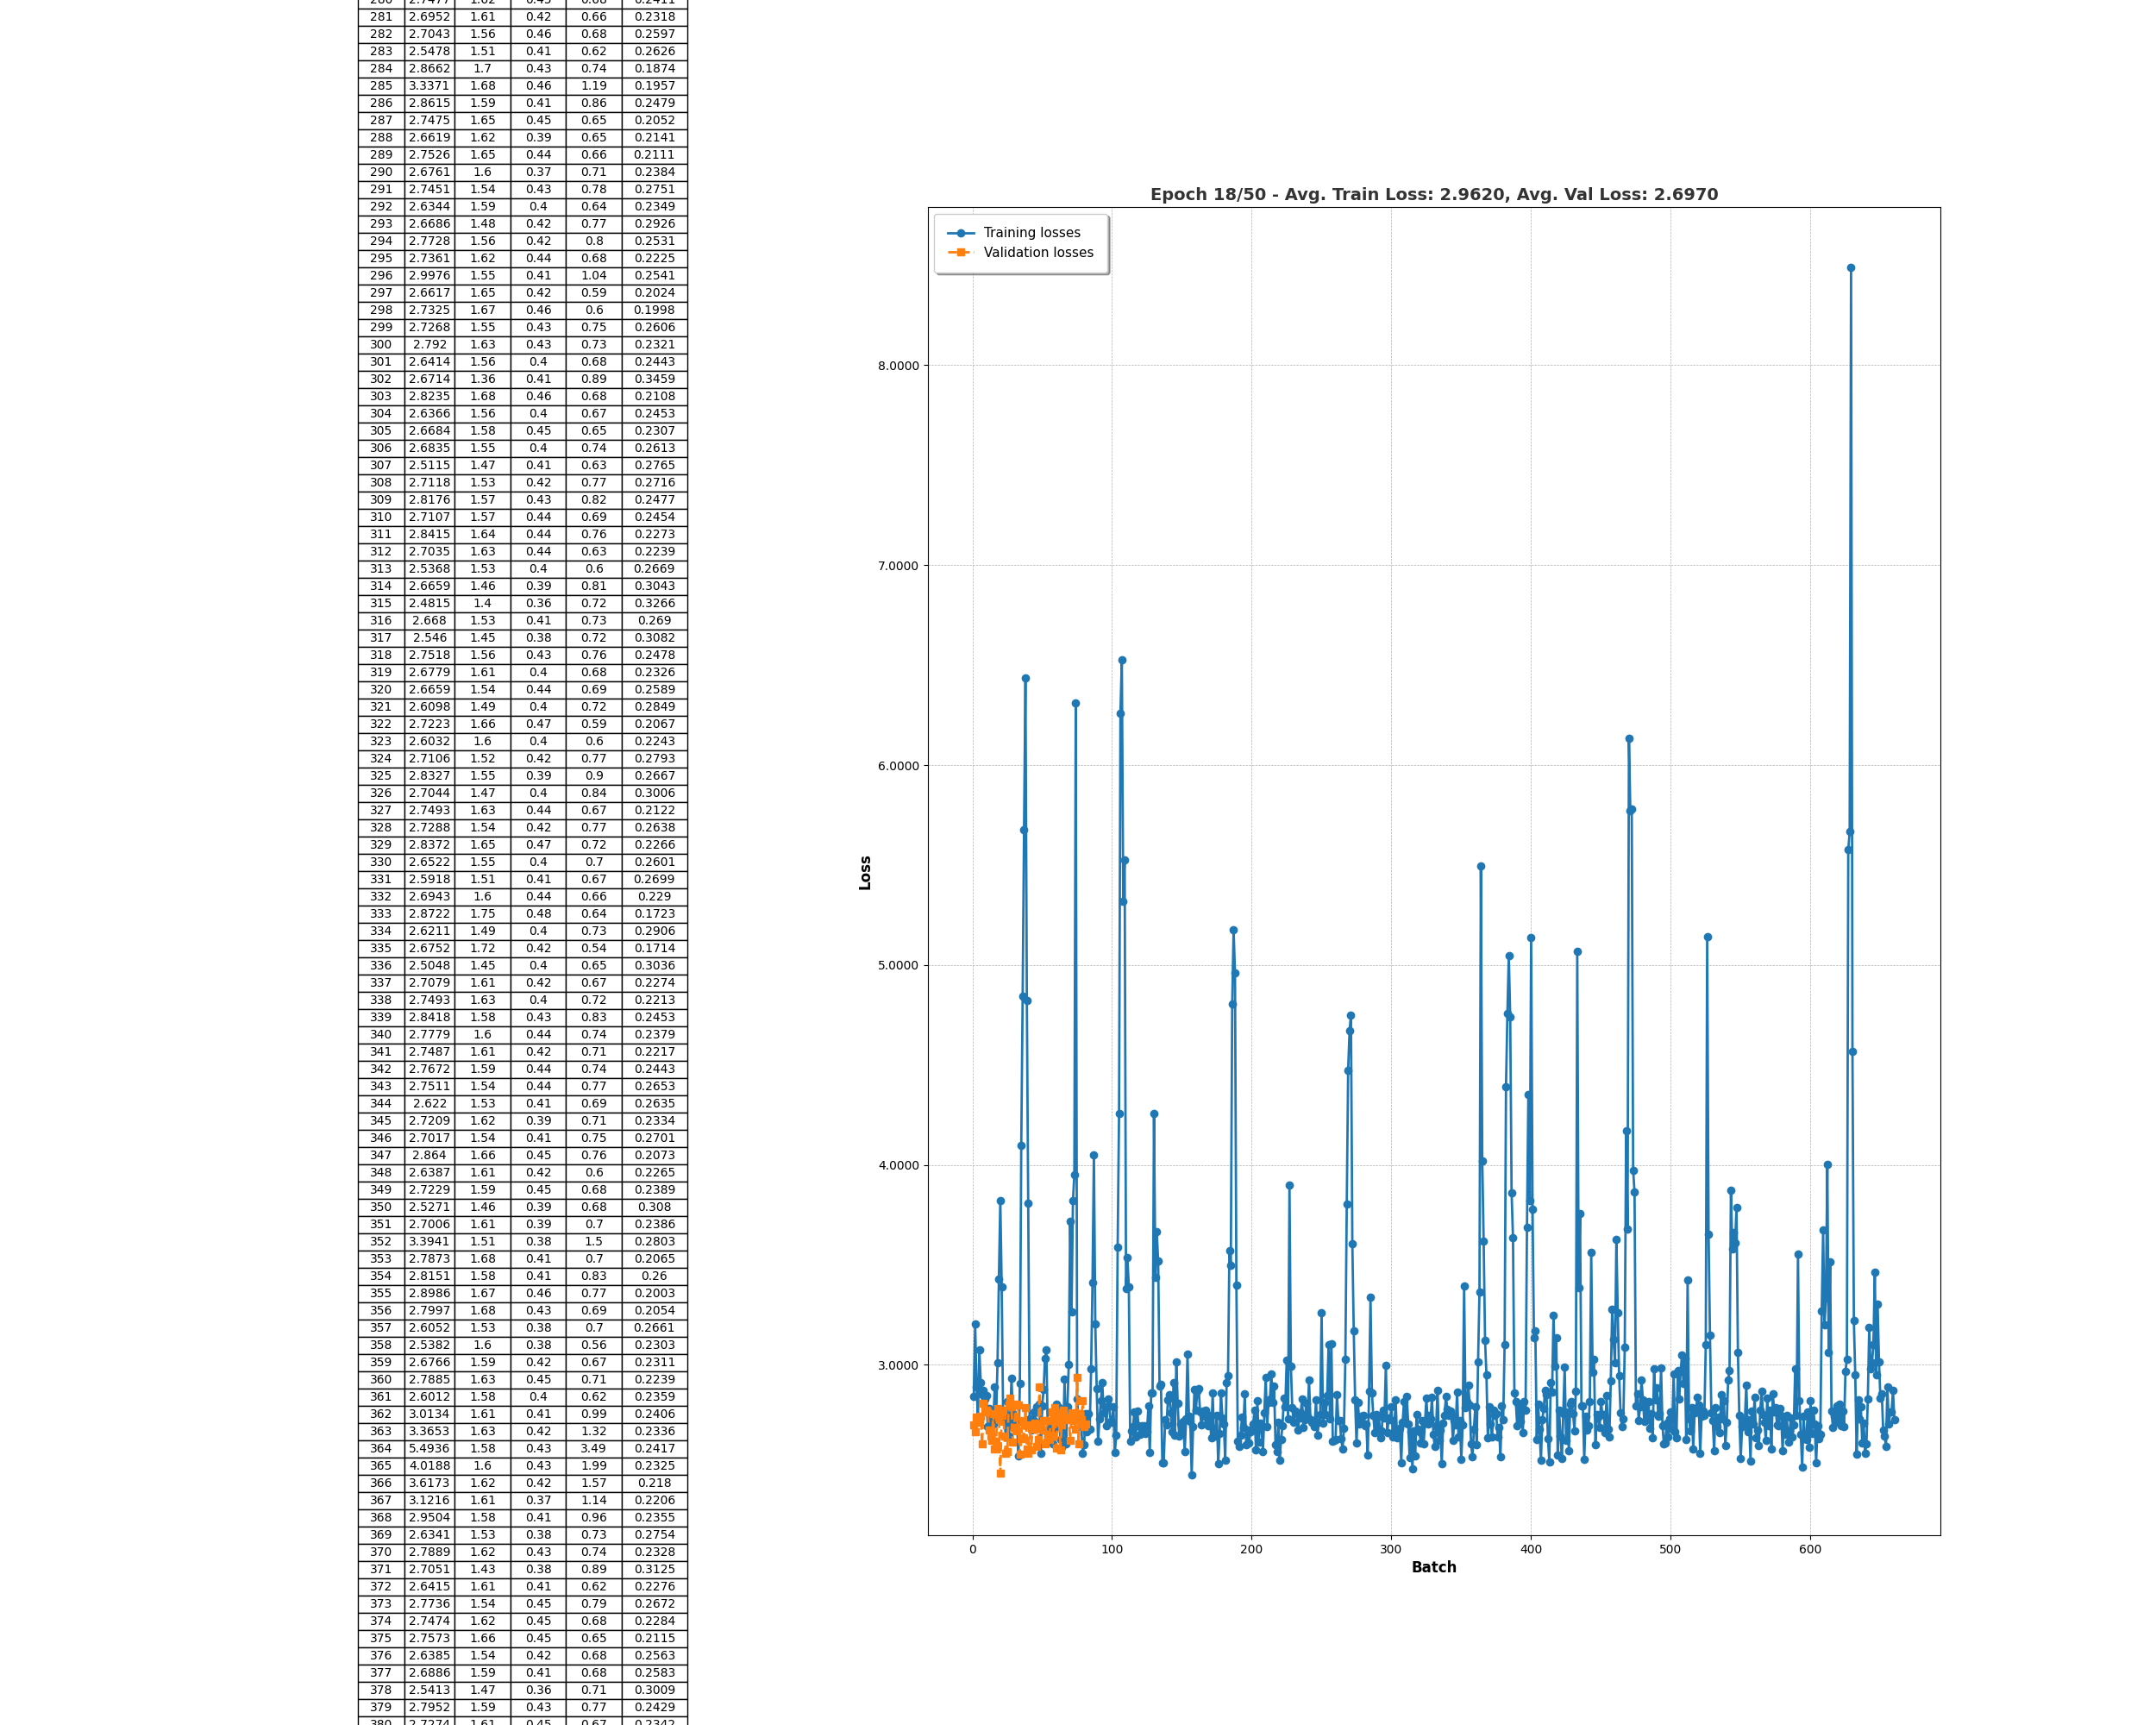 281 2.6952 1.61 0.42 0.66 0.2318
282 2.7043 1.56 0.46 0.68 0.2597
283 2.5478 1.51 0.41 0.62 0.2626
284 2.8662 1.7 0.43 0.74 0.1874
285 3.3371 1.68 0.46 1.19 0.1957
286 2.8615 1.59 0.41 0.86 0.2479
287 2.7475 1.65 0.45 0.65 0.2052
288 2.6619 1.62 0.39 0.65 0.2141
289 2.7526 1.65 0.44 0.66 0.2111
290 2.6761 1.6 0.37 0.71 0.2384
291 2.7451 1.54 0.43 0.78 0.2751
292 2.6344 1.59 0.4 0.64 0.2349
293 2.6686 1.48 0.42 0.77 0.2926
294 2.7728 1.56 0.42 0.8 0.2531
295 2.7361 1.62 0.44 0.68 0.2225
296 2.9976 1.55 0.41 1.04 0.2541
297 2.6617 1.65 0.42 0.59 0.2024
298 2.7325 1.67 0.46 0.6 0.1998
299 2.7268 1.55 0.43 0.75 0.2606
300 2.792 1.63 0.43 0.73 0.2321
301 2.6414 1.56 0.4 0.68 0.2443
302 2.6714 1.36 0.41 0.89 0.3459
303 2.8235 1.68 0.46 0.68 0.2108
304 2.6366 1.56 0.4 0.67 0.2453
305 2.6684 1.58 0.45 0.65 0.2307
306 2.6835 1.55 0.4 0.74 0.2613
307 2.5115 1.47 0.41 0.63 0.2765
308 2.7118 1.53 0.42 0.77 0.2716
309 2.8176 1.57 0.43 0.82 0.2477
310 2.7107 1.57 0.44 0.69 0.2454
311 2.8415 1.64 0.44 0.76 0.2273
312 2.7035 1.63 0.44 0.63 0.2239
313 2.5368 1.53 0.4 0.6 0.2669
314 2.6659 1.46 0.39 0.81 0.3043
315 2.4815 1.4 0.36 0.72 0.3266
316 2.668 1.53 0.41 0.73 0.269
317 2.546 1.45 0.38 0.72 0.3082
318 2.7518 1.56 0.43 0.76 0.2478
319 2.6779 1.61 0.4 0.68 0.2326
320 2.6659 1.54 0.44 0.69 0.2589
321 2.6098 1.49 0.4 0.72 0.2849
322 2.7223 1.66 0.47 0.59 0.2067
323 2.6032 1.6 0.4 0.6 0.2243
324 2.7106 1.52 0.42 0.77 0.2793
325 2.8327 1.55 0.39 0.9 0.2667
326 2.7044 1.47 0.4 0.84 0.3006
327 2.7493 1.63 0.44 0.67 0.2122
328 2.7288 1.54 0.42 0.77 0.2638
329 2.8372 1.65 0.47 0.72 0.2266
330 2.6522 1.55 0.4 0.7 0.2601
331 2.5918 1.51 0.41 0.67 0.2699
332 2.6943 1.6 0.44 0.66 0.229
333 2.8722 1.75 0.48 0.64 0.1723
334 2.6211 1.49 0.4 0.73 0.2906
335 2.6752 1.72 0.42 0.54 0.1714
336 2.5048 1.45 0.4 0.65 0.3036
337 2.7079 1.61 0.42 0.67 0.2274
338 2.7493 1.63 0.4 0.72 0.2213
339 2.8418 1.58 0.43 0.83 0.2453
340 2.7779 1.6 0.44 0.74 0.2379
341 2.7487 1.61 0.42 0.71 0.2217
342 2.7672 1.59 0.44 0.74 0.2443
343 2.7511 1.54 0.44 0.77 0.2653
344 2.622 1.53 0.41 0.69 0.2635
345 2.7209 1.62 0.39 0.71 0.2334
346 2.7017 1.54 0.41 0.75 0.2701
347 2.864 1.66 0.45 0.76 0.2073
348 2.6387 1.61 0.42 0.6 0.2265
349 2.7229 1.59 0.45 0.68 0.2389
350 2.5271 1.46 0.39 0.68 0.308
351 2.7006 1.61 0.39 0.7 0.2386
352 3.3941 1.51 0.38 1.5 0.2803
353 2.7873 1.68 0.41 0.7 0.2065
354 2.8151 1.58 0.41 0.83 0.26
355 2.8986 1.67 0.46 0.77 0.2003
356 2.7997 1.68 0.43 0.69 0.2054
357 2.6052 1.53 0.38 0.7 0.2661
358 2.5382 1.6 0.38 0.56 0.2303
359 2.6766 1.59 0.42 0.67 0.2311
360 2.7885 1.63 0.45 0.71 0.2239
361 2.6012 1.58 0.4 0.62 0.2359
362 3.0134 1.61 0.41 0.99 0.2406
363 3.3653 1.63 0.42 1.32 0.2336
364 5.4936 1.58 0.43 3.49 0.2417
365 4.0188 1.6 0.43 1.99 0.2325
366 3.6173 1.62 0.42 1.57 0.218
367 3.1216 1.61 0.37 1.14 0.2206
368 2.9504 1.58 0.41 0.96 0.2355
369 2.6341 1.53 0.38 0.73 0.2754
370 2.7889 1.62 0.43 0.74 0.2328
371 2.7051 1.43 0.38 0.89 0.3125
372 2.6415 1.61 0.41 0.62 0.2276
373 2.7736 1.54 0.45 0.79 0.2672
374 2.7474 1.62 0.45 0.68 0.2284
375 2.7573 1.66 0.45 0.65 0.2115
376 2.6385 1.54 0.42 0.68 0.2563
377 2.6886 1.59 0.41 0.68 0.2583
378 2.5413 1.47 0.36 0.71 0.3009
379 2.7952 1.59 0.43 0.77 0.2429
Epoch 18/50 - Avg. Train Loss: 2.9620, Avg. Val Loss: 2.6970
Training losses
Validation losses
8.0000
7.0000
6.0000
5.0000
4.0000
3.0000
Loss
0 100 200 300 400 500 600
Batch